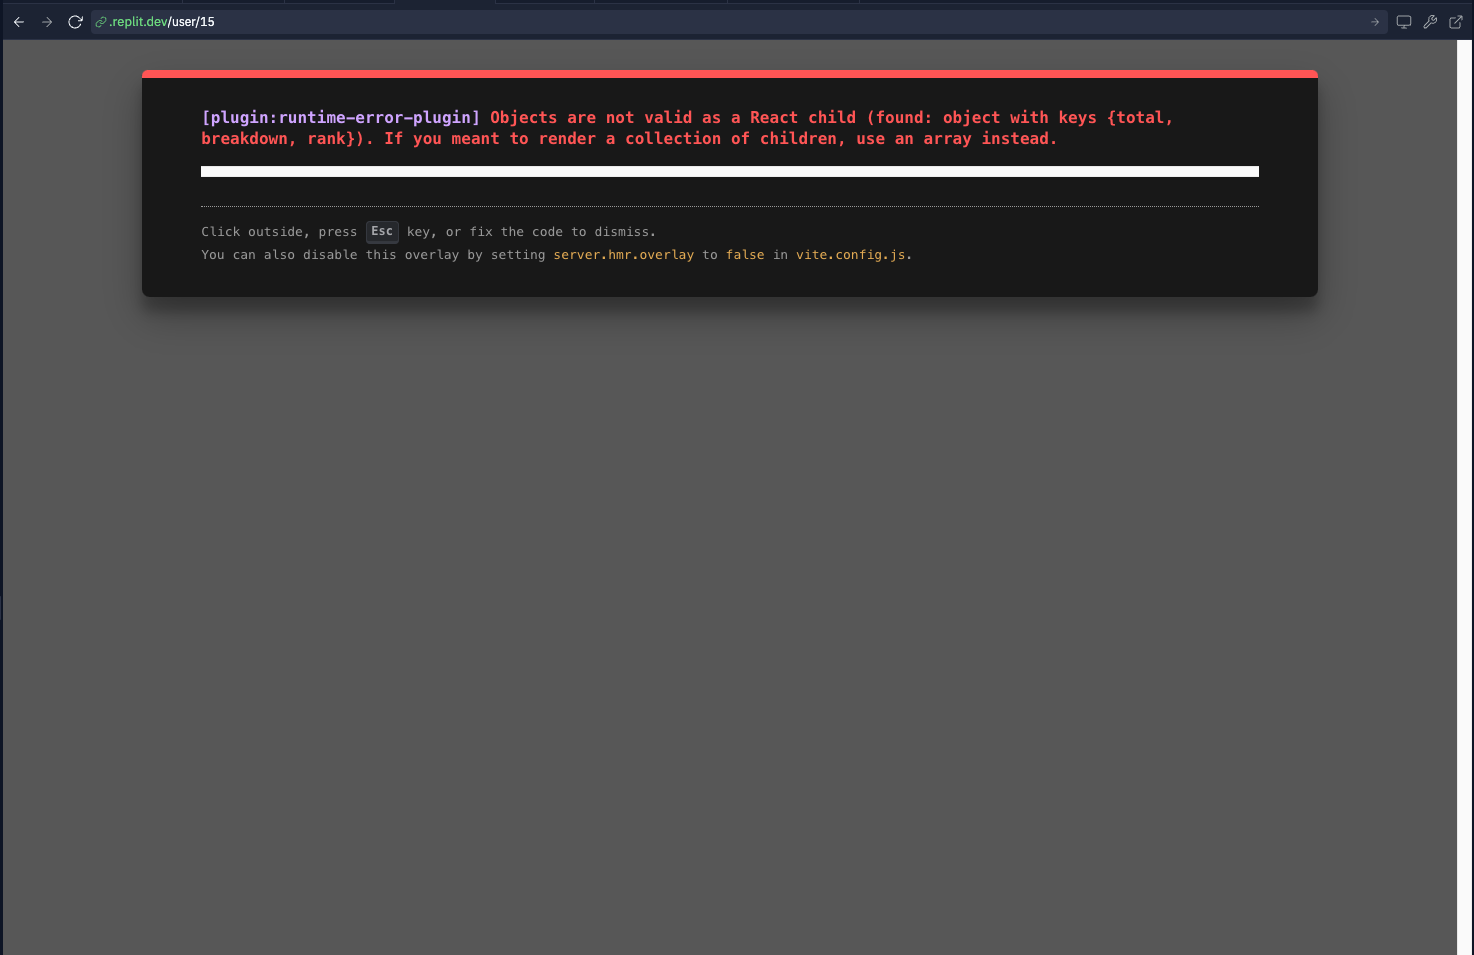 .replit.dev/user/15
[plugin:runtime-error-plugin] Objects are not valid as a React child (found: object with keys {total,
breakdown, rank}). If you meant to render a collection of children, use an array instead.
Click outside, press Esc key, or fix the code to dismiss.
You can also disable this overlay by setting server.hmr.overlay to false in vite.config.js.